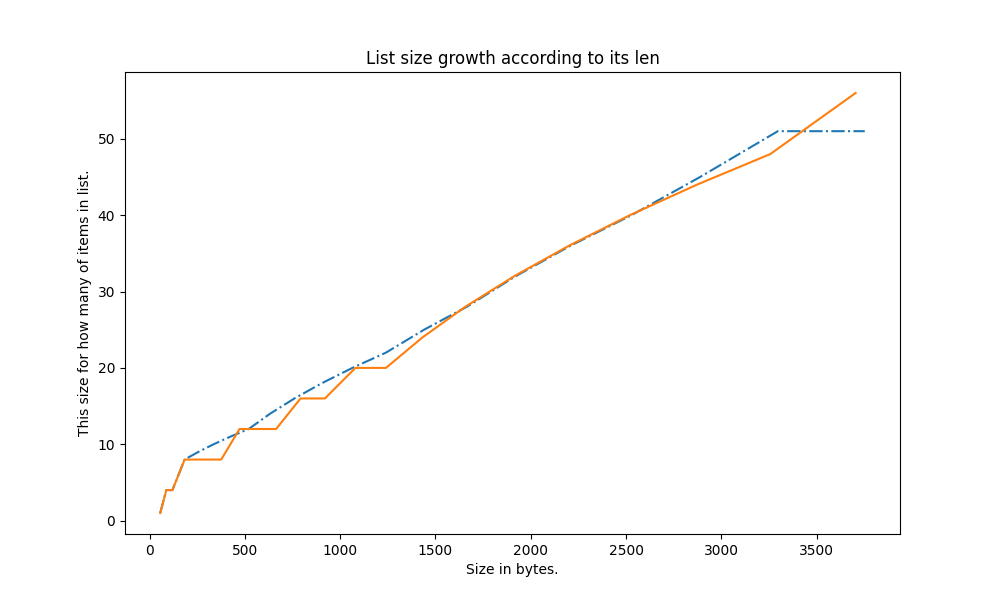 List size growth according to its len
This size for how many of items in list.
50
40
30
20
10
0
0 500 1000 1500 2000 2500 3000 3500
Size in bytes.